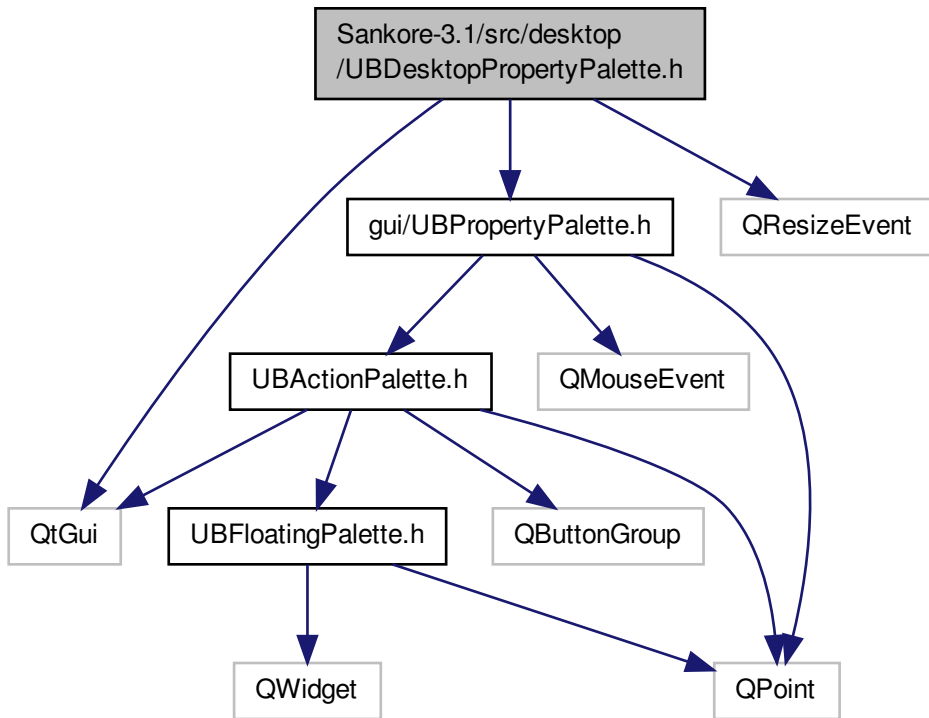 Sankore-3.1/src/desktop
/UBDesktopPropertyPalette.h
gui/UBPropertyPalette.h
QResizeEvent
UBActionPalette.h
QMouseEvent
QtGui
UBFloatingPalette.h
QButtonGroup
QWidget
QPoint